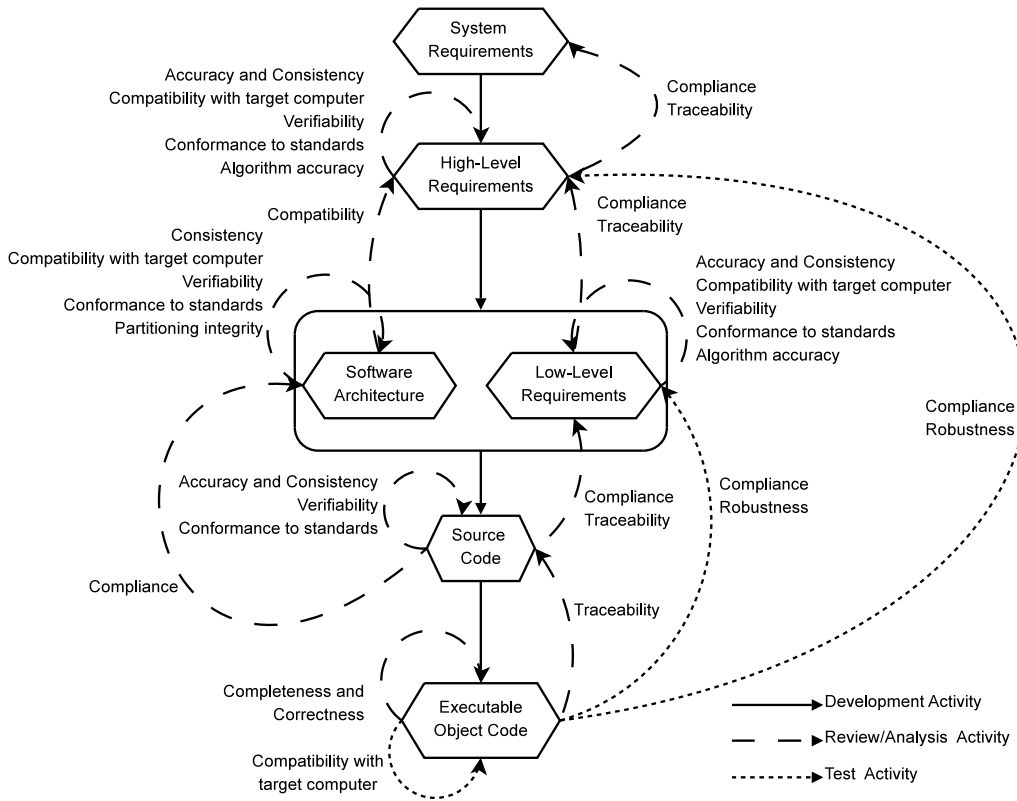 System
Requirements
Accuracy and Consistency
Compatibility with target computer
Verifiability
Conformance to standards
Algorithm accuracy
Compliance
Traceability
High-Level
Requirements
Compatibility
Compliance
Traceability
Consistency
Compatibility with target computer
Verifiability
Conformance to standards
Partitioning integrity
Accuracy and Consistency
Compatibility with target computer
Verifiability
Conformance to standards
Algorithm accuracy
Software
Architecture
Low-Level
Requirements
Compliance
Robustness
Accuracy and Consistency
Verifiability
Conformance to standards
Compliance
Traceability
Compliance
Robustness
Source
Code
Compliance
Traceability
Completeness and
Correctness
Executable
Object Code
Compatibility with
target computer
Development Activity
Review/Analysis Activity
Test Activity